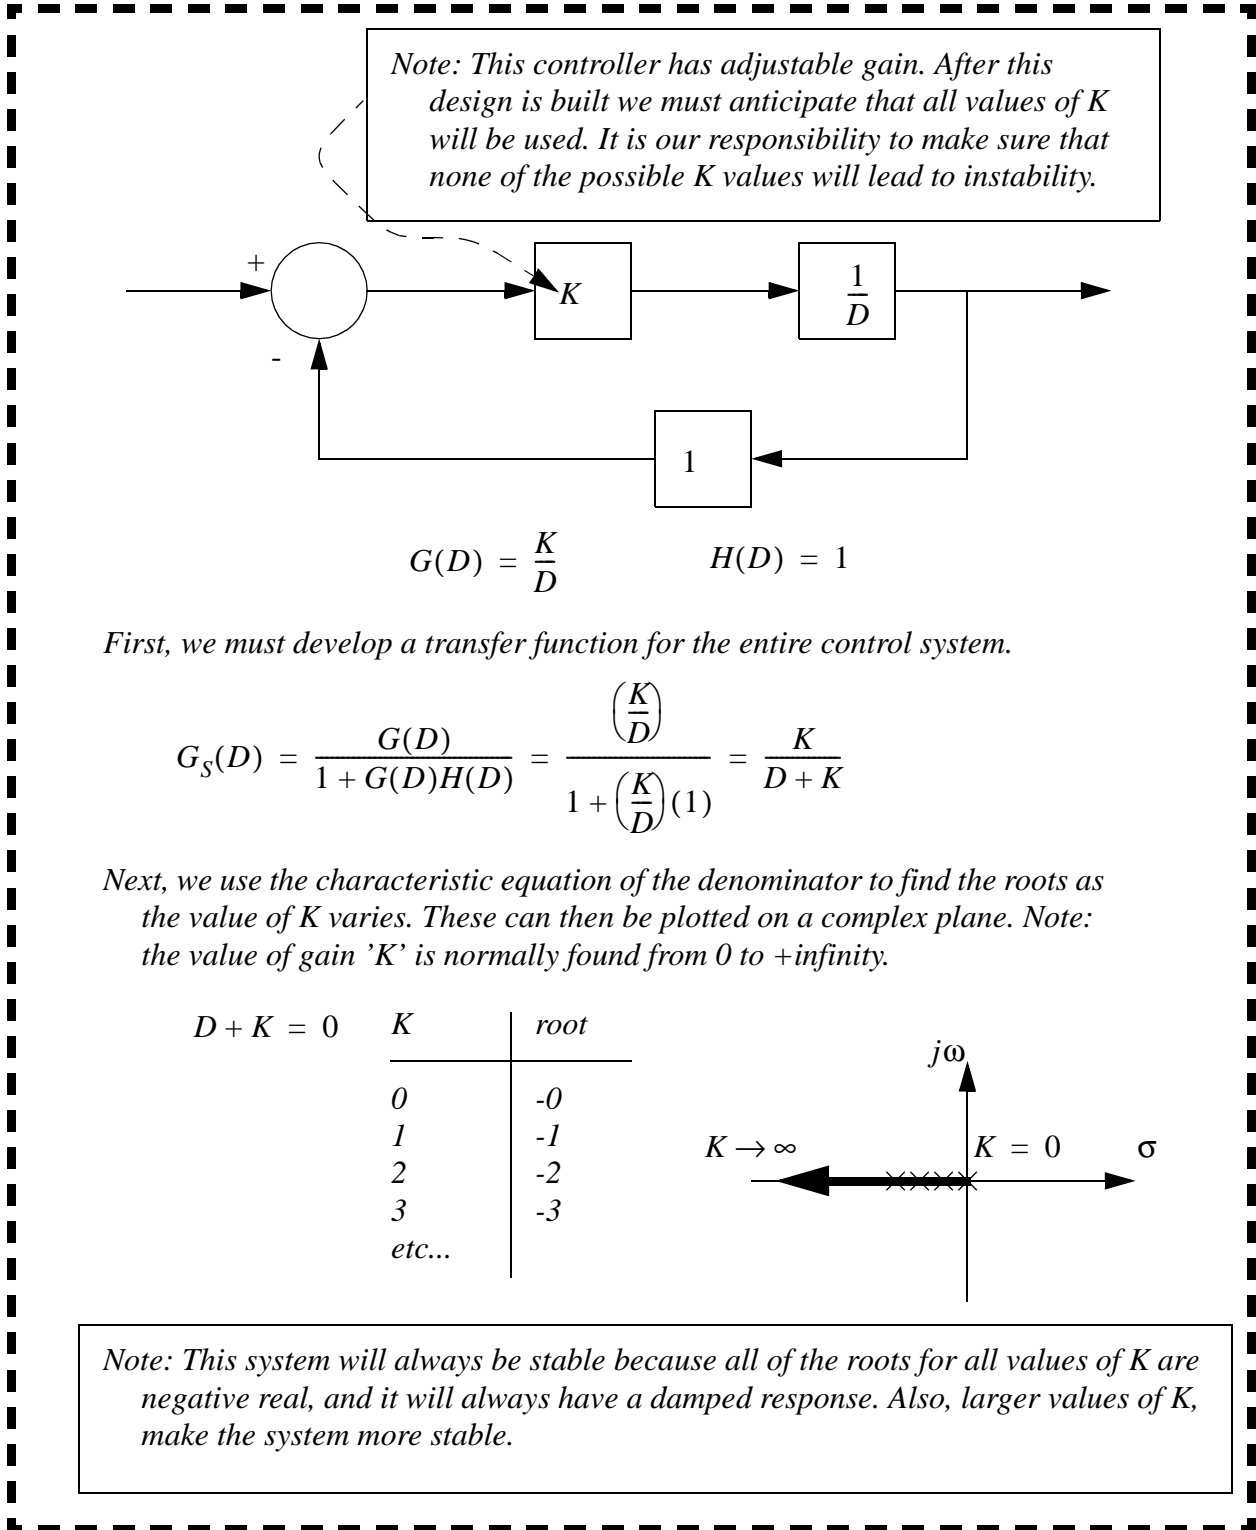 Note: This controller has adjustable gain. After this
design is built we must anticipate that all values of K
will be used. It is our responsibility to make sure that
none of the possible K values will lead to instability.
+
K
1
D
-
1
G(D) = K/D
H(D) = 1
First, we must develop a transfer function for the entire control system.
G_S(D) = G(D)/(1 + G(D)H(D)) = (K/D)/(1 + (K/D)(1)) = K/(D + K)
Next, we use the characteristic equation of the denominator to find the roots as
the value of K varies. These can then be plotted on a complex plane. Note:
the value of gain ’K’ is normally found from 0 to +infinity.
D + K = 0
K root
0 -0
1 -1
2 -2
3 -3
etc...
jω
K → ∞
K = 0
σ
Note: This system will always be stable because all of the roots for all values of K are
negative real, and it will always have a damped response. Also, larger values of K,
make the system more stable.